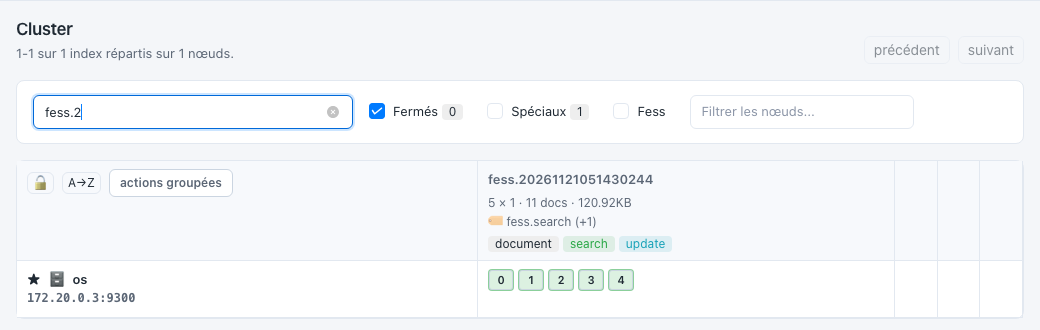 Cluster
1-1 sur 1 index répartis sur 1 nœuds.
précédent suivant
fess.2 Fermés 0 Spéciaux 1 Fess Filtrer les nœuds...
A→Z actions groupées
fess.20261121051430244
5 × 1 · 11 docs · 120.92KB
fess.search (+1)
document search update
os
172.20.0.3:9300
0 1 2 3 4